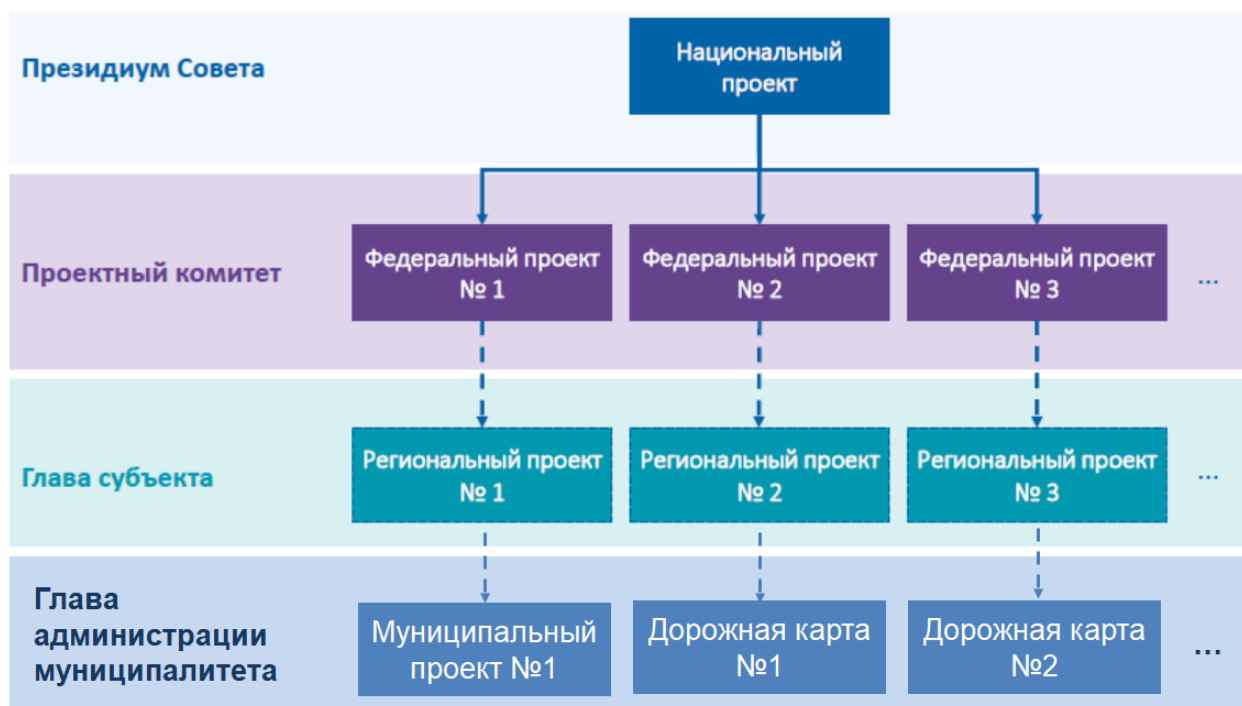 Президиум Совета
Национальный
проект
Проектный комитет
Федеральный проект
№ 1
Федеральный проект
№ 2
Федеральный проект
№ 3
...
Глава субъекта
Региональный проект
№ 1
Региональный проект
№ 2
Региональный проект
№ 3
...
Глава
администрации
муниципалитета
Муниципальный
проект №1
Дорожная карта
№1
Дорожная карта
№2
...